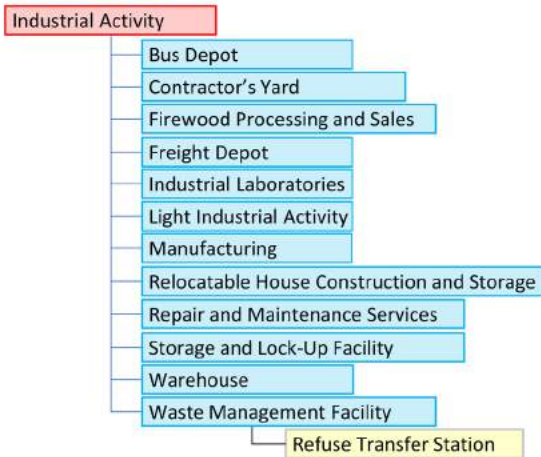 Industrial Activity
Bus Depot
Contractor's Yard
Firewood Processing and Sales
Freight Depot
Industrial Laboratories
Light Industrial Activity
Manufacturing
Relocatable House Construction and Storage
Repair and Maintenance Services
Storage and Lock-Up Facility
Warehouse
Waste Management Facility
Refuse Transfer Station